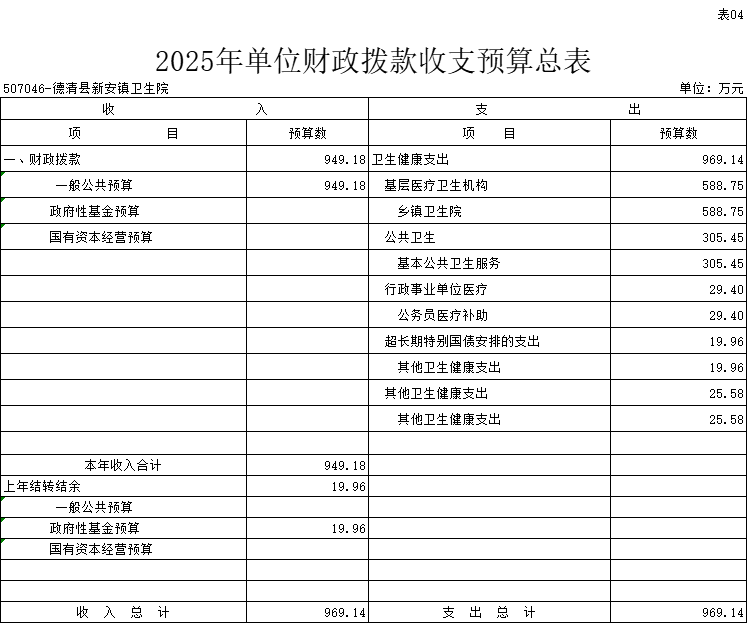 表04
2025年单位财政拨款收支预算总表
507046-德清县新安镇卫生院 单位：万元
收 入 支 出
项 目 预算数 项 目 预算数
一、财政拨款 949.18 卫生健康支出 969.14
一般公共预算 949.18 基层医疗卫生机构 588.75
政府性基金预算 乡镇卫生院 588.75
国有资本经营预算 公共卫生 305.45
基本公共卫生服务 305.45
行政事业单位医疗 29.40
公务员医疗补助 29.40
超长期特别国债安排的支出 19.96
其他卫生健康支出 19.96
其他卫生健康支出 25.58
其他卫生健康支出 25.58
本年收入合计 949.18
上年结转结余 19.96
一般公共预算
政府性基金预算 19.96
国有资本经营预算
收 入 总 计 969.14 支 出 总 计 969.14